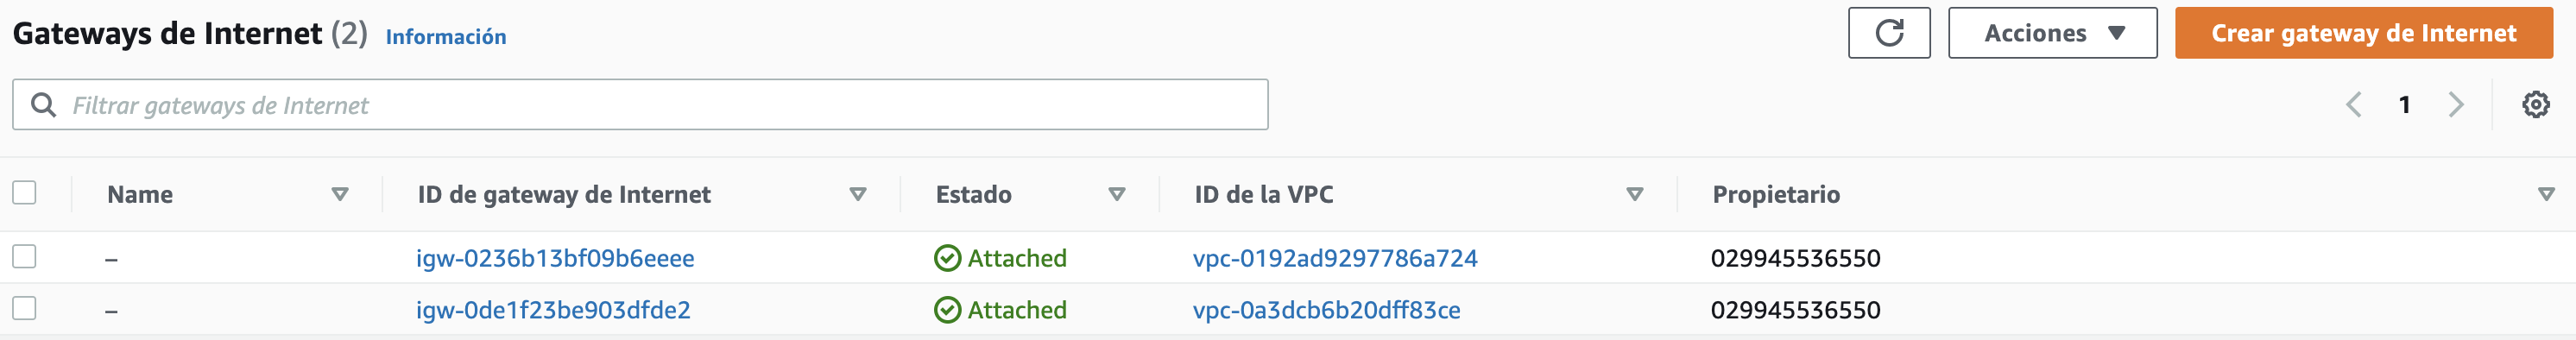 Gateways de Internet (2) Información Acciones Crear gateway de Internet
Filtrar gateways de Internet 1
Name ID de gateway de Internet Estado ID de la VPC Propietario
– igw-0236b13bf09b6eeee Attached vpc-0192ad9297786a724 029945536550
– igw-0de1f23be903dfde2 Attached vpc-0a3dcb6b20dff83ce 029945536550